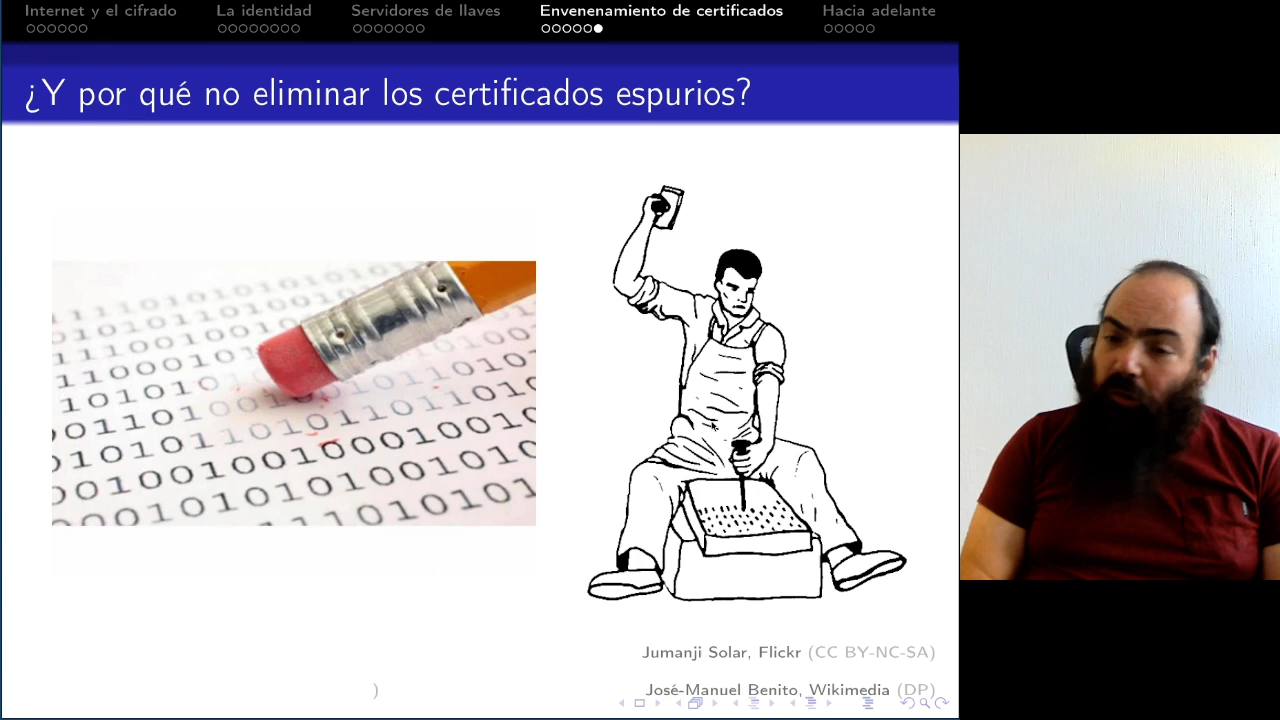 Internet y el cifrado
La identidad
Servidores de llaves
Envenenamiento de certificados
Hacia adelante
¿Y por qué no eliminar los certificados espurios?
Jumanji Solar, Flickr (CC BY-NC-SA)
)
José-Manuel Benito, Wikimedia (DP)